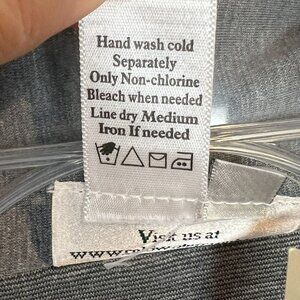 Hand wash cold
Separately
Only Non-chlorine
Bleach when needed
Line dry Medium
Iron If needed
Visit us at
www.